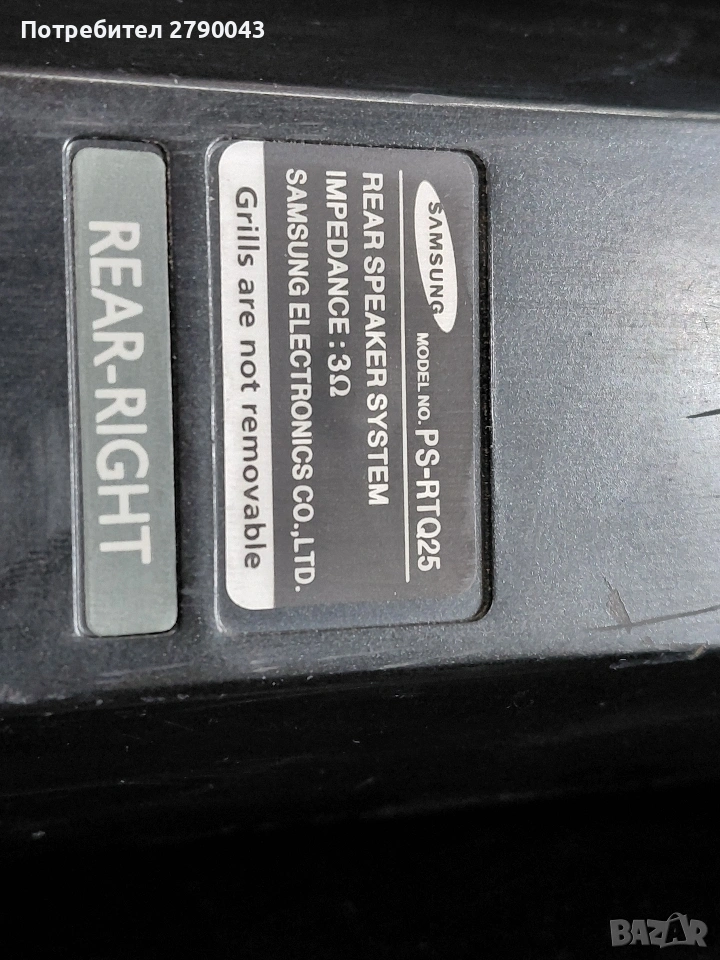 Потребител 2790043
SAMSUNG
MODEL NO. PS-RTQ25
REAR SPEAKER SYSTEM
IMPEDANCE : 3Ω
SAMSUNG ELECTRONICS CO.,LTD.
Grills are not removable
REAR-RIGHT
BAZAR